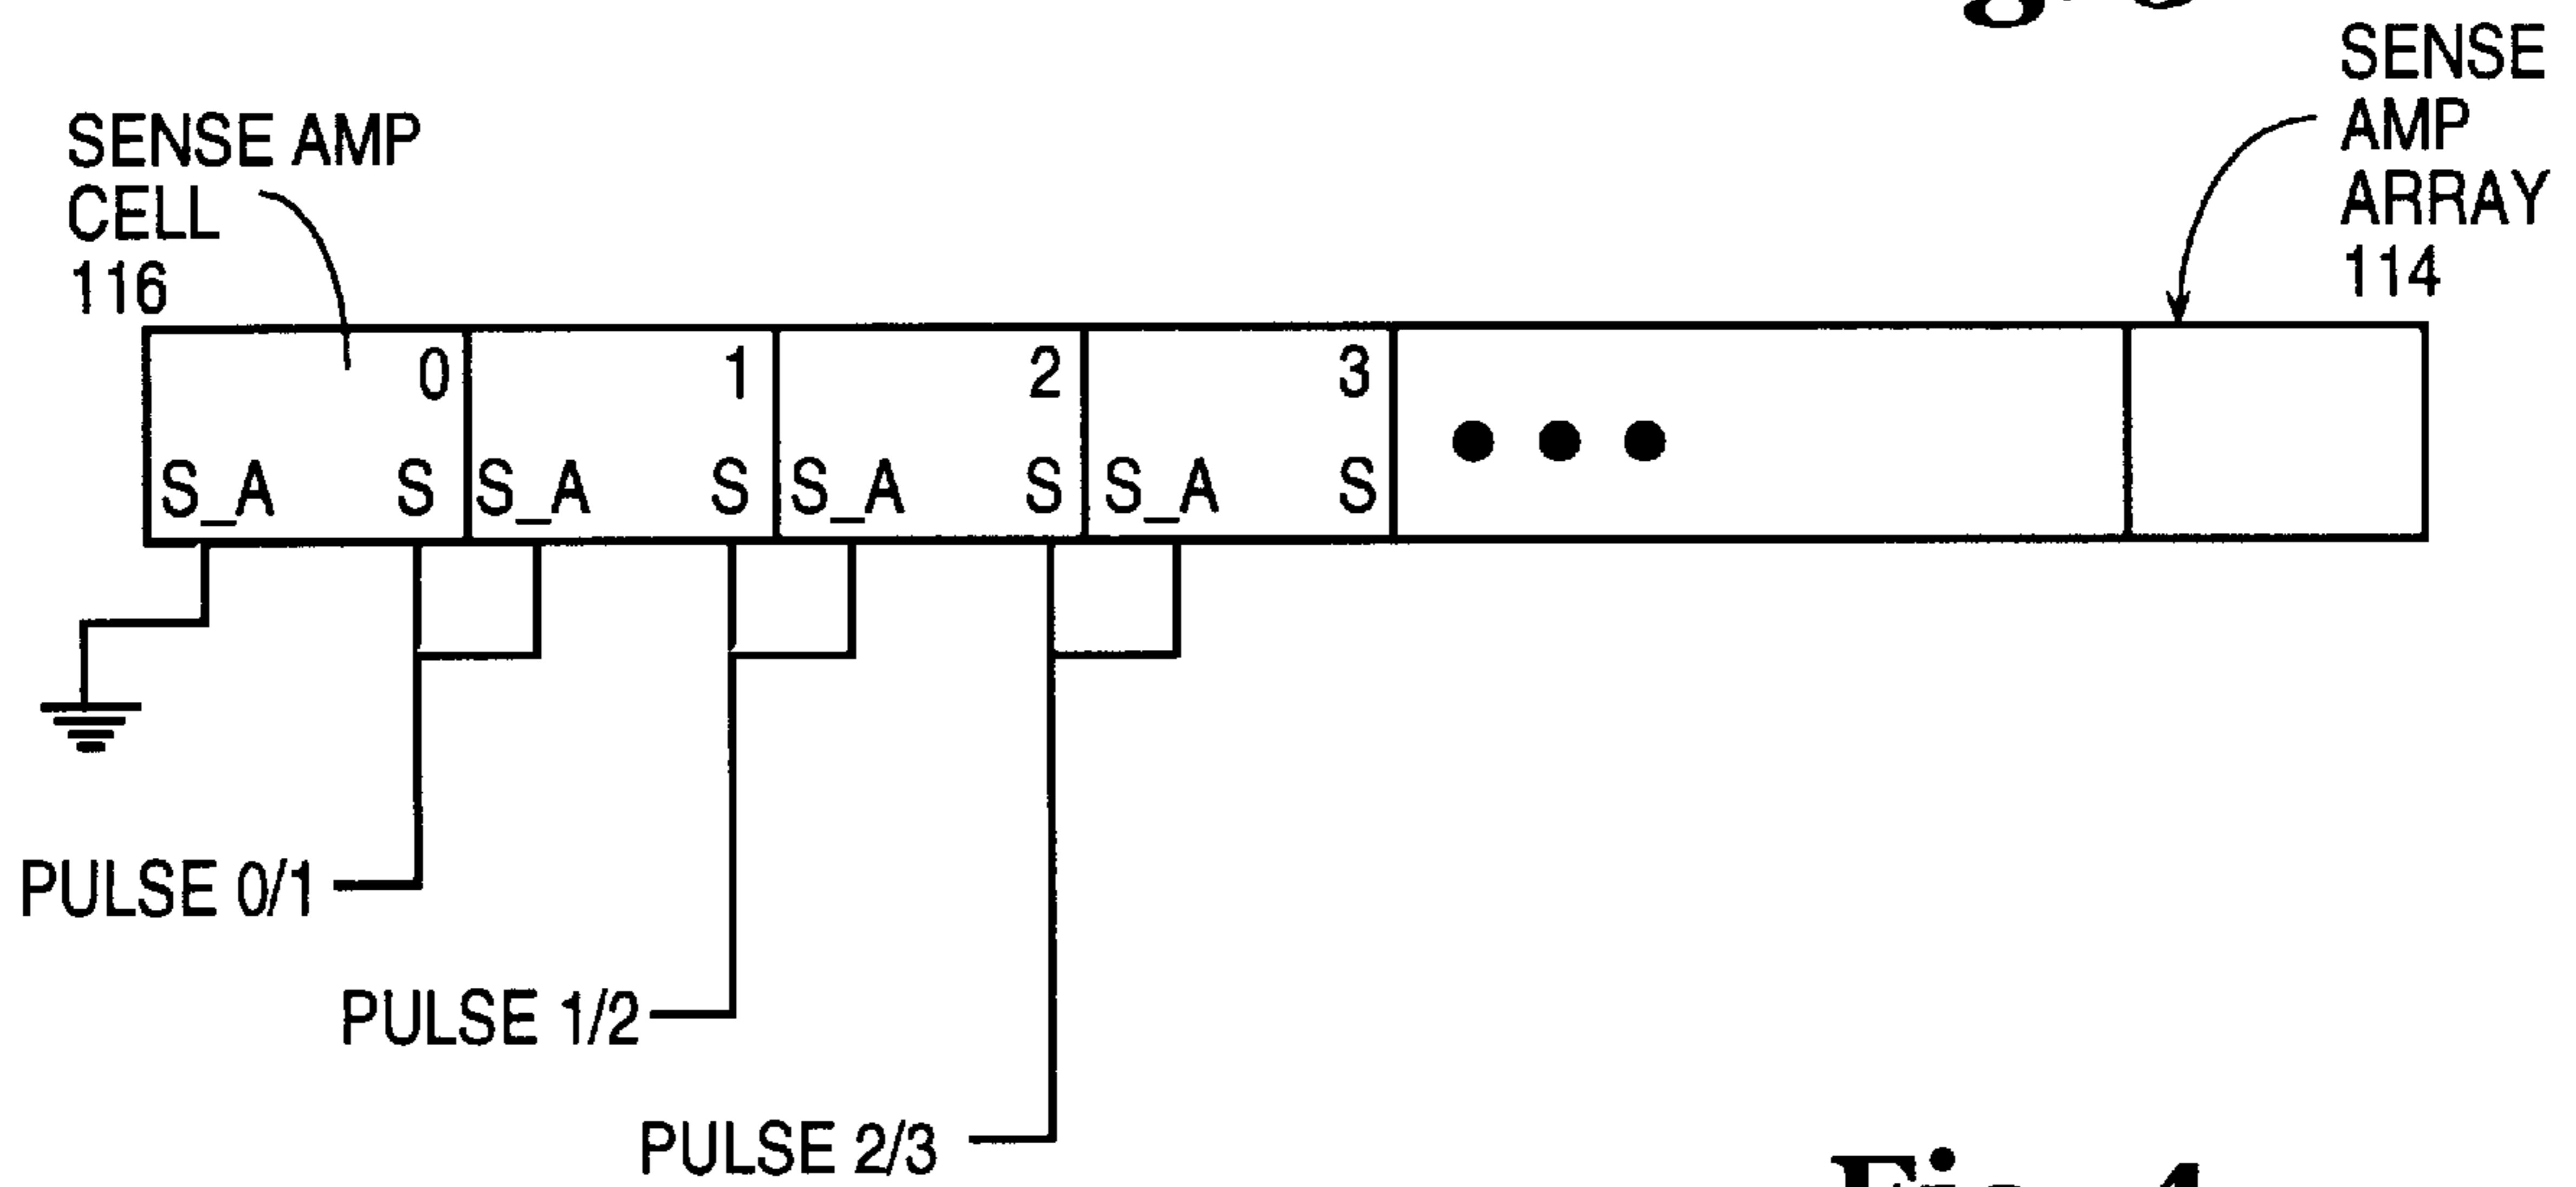 SENSE
AMP
ARRAY
114
SENSE AMP
CELL
116
0 1 2 3
S_A S S_A S S_A S S_A S
PULSE 0/1
PULSE 1/2
PULSE 2/3